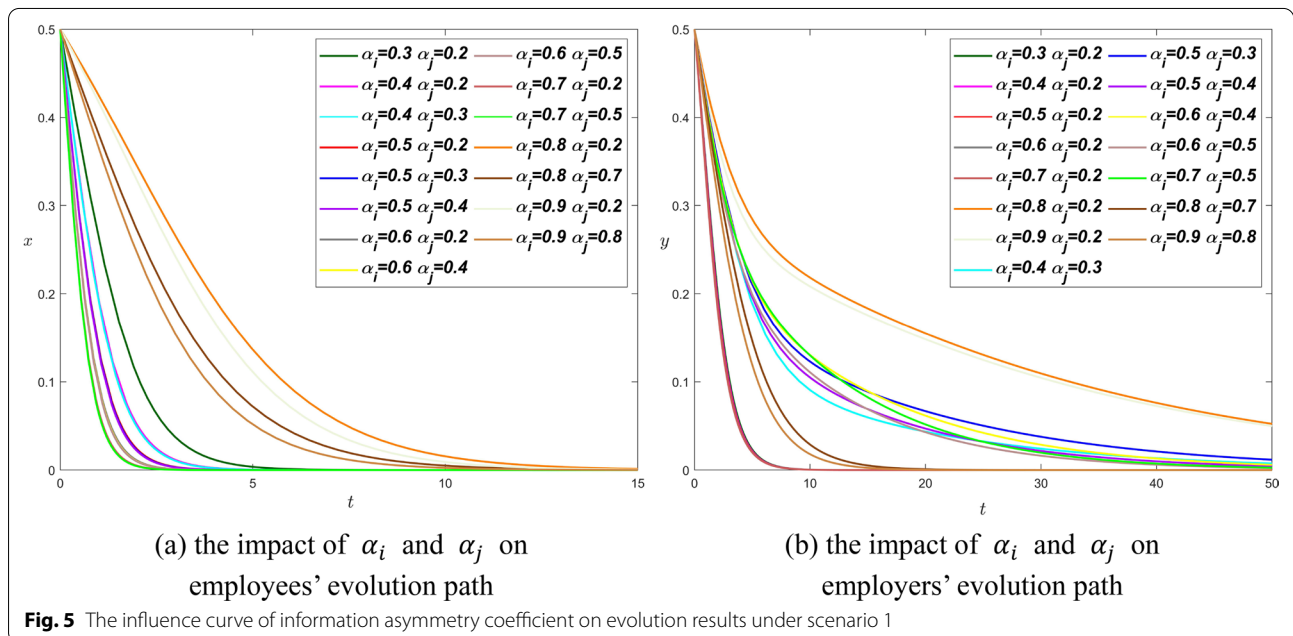 0.5
0.4
0.3
0.2
0.1
0
x
0 5 10 15
t
αi=0.3 αj=0.2 αi=0.6 αj=0.5
αi=0.4 αj=0.2 αi=0.7 αj=0.2
αi=0.4 αj=0.3 αi=0.7 αj=0.5
αi=0.5 αj=0.2 αi=0.8 αj=0.2
αi=0.5 αj=0.3 αi=0.8 αj=0.7
αi=0.5 αj=0.4 αi=0.9 αj=0.2
αi=0.6 αj=0.2 αi=0.9 αj=0.8
αi=0.6 αj=0.4
(a) the impact of αi and αj on
employees’ evolution path
0.5
0.4
0.3
0.2
0.1
0
y
0 10 20 30 40 50
t
αi=0.3 αj=0.2 αi=0.5 αj=0.3
αi=0.4 αj=0.2 αi=0.5 αj=0.4
αi=0.5 αj=0.2 αi=0.6 αj=0.4
αi=0.6 αj=0.2 αi=0.6 αj=0.5
αi=0.7 αj=0.2 αi=0.7 αj=0.5
αi=0.8 αj=0.2 αi=0.8 αj=0.7
αi=0.9 αj=0.2 αi=0.9 αj=0.8
αi=0.4 αj=0.3
(b) the impact of αi and αj on
employers’ evolution path
Fig. 5 The influence curve of information asymmetry coefficient on evolution results under scenario 1